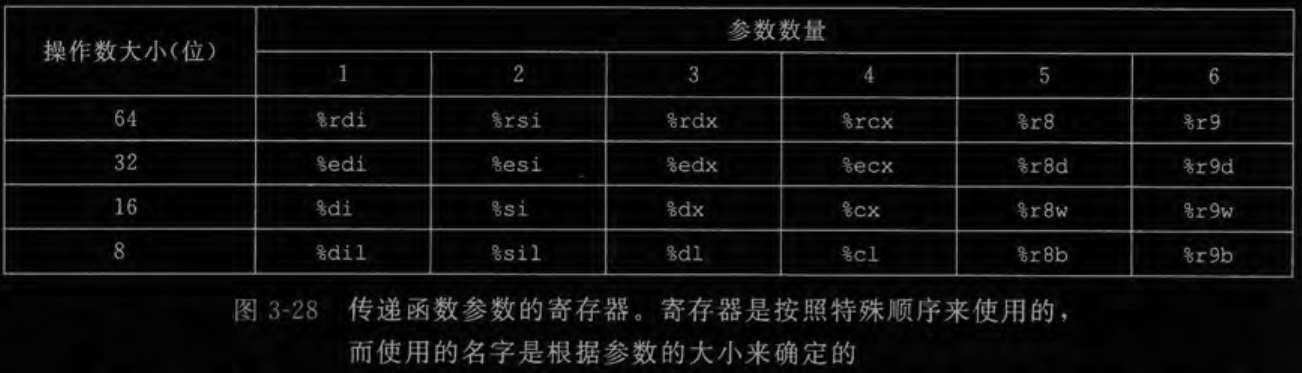 操作数大小(位) 参数数量
1 2 3 4 5 6
64 %rdi %rsi %rdx %rcx %r8 %r9
32 %edi %esi %edx %ecx %r8d %r9d
16 %di %si %dx %cx %r8w %r9w
8 %dil %sil %dl %cl %r8b %r9b
图 3-28 传递函数参数的寄存器。寄存器是按照特殊顺序来使用的,
而使用的名字是根据参数的大小来确定的